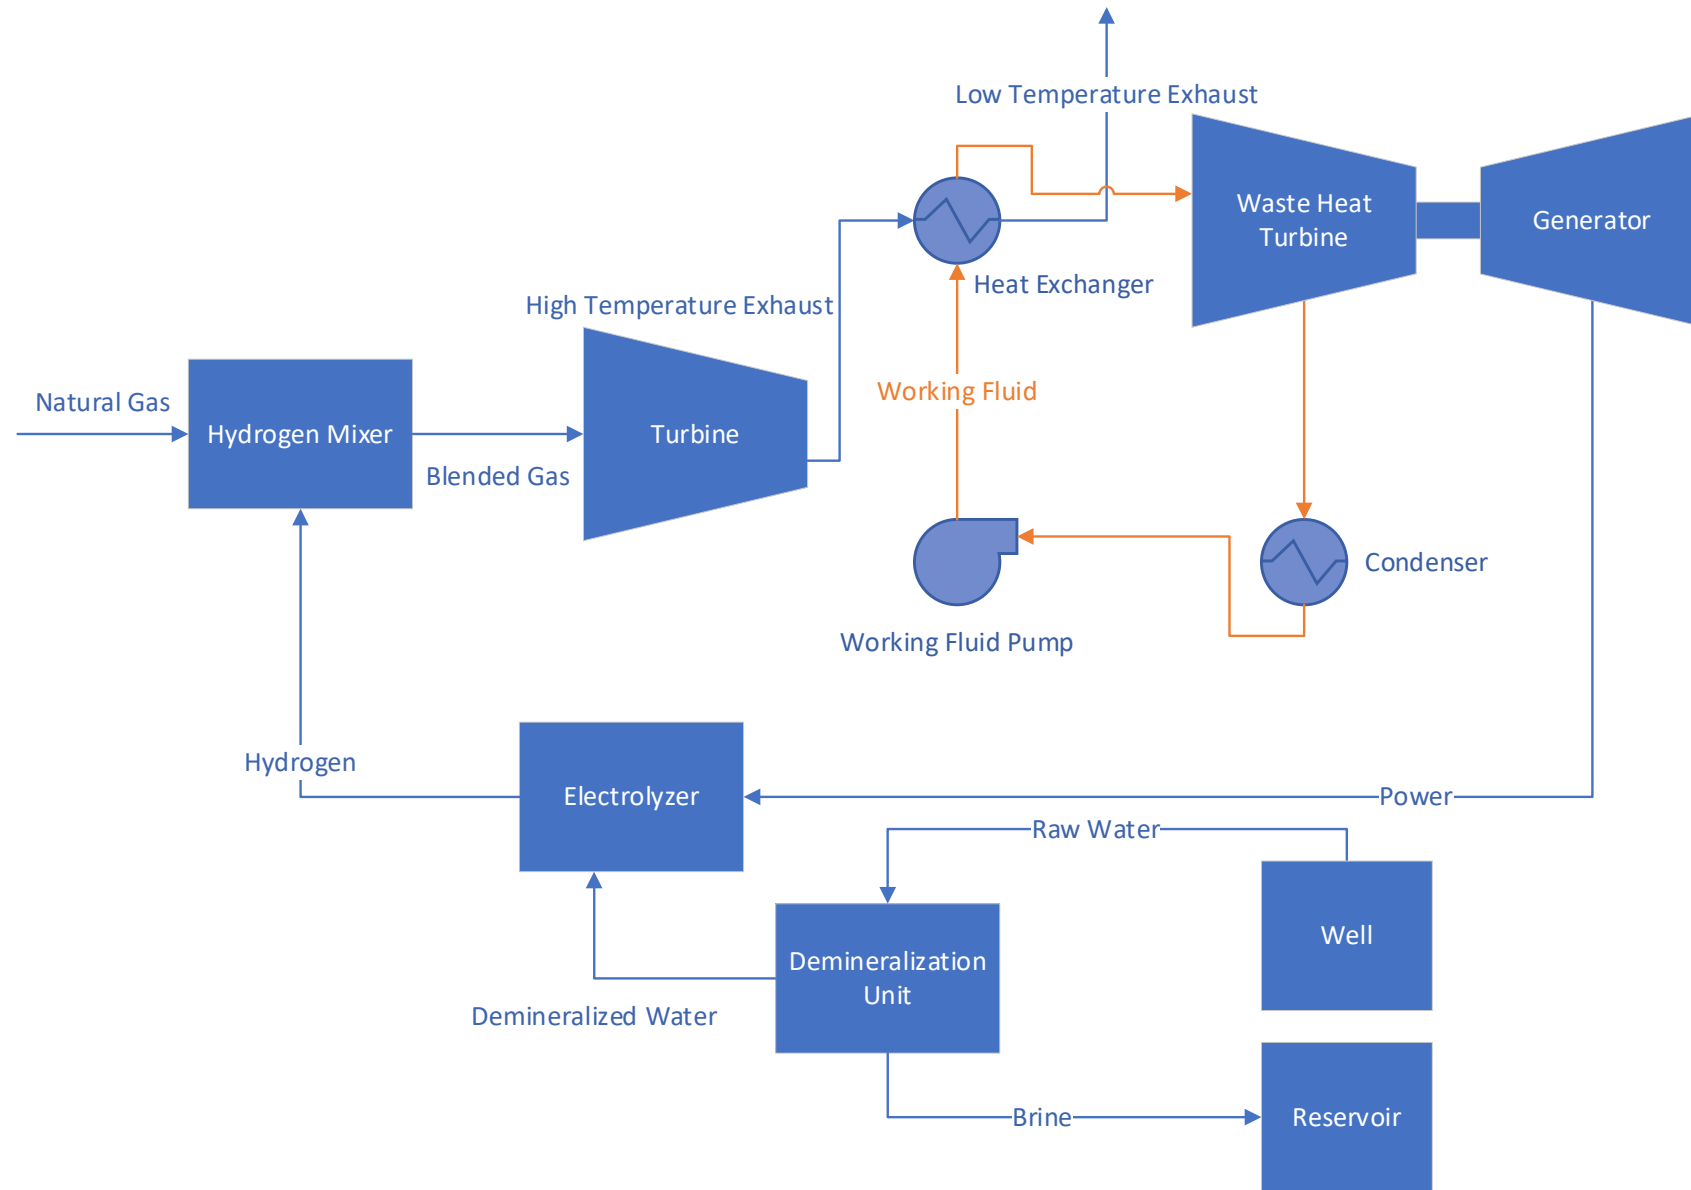 Low Temperature Exhaust
Waste Heat
Turbine
Generator
Heat Exchanger
High Temperature Exhaust
Working Fluid
Natural Gas
Hydrogen Mixer
Turbine
Blended Gas
Condenser
Working Fluid Pump
Hydrogen
Electrolyzer
Power
Raw Water
Well
Demineralization
Unit
Demineralized Water
Brine
Reservoir